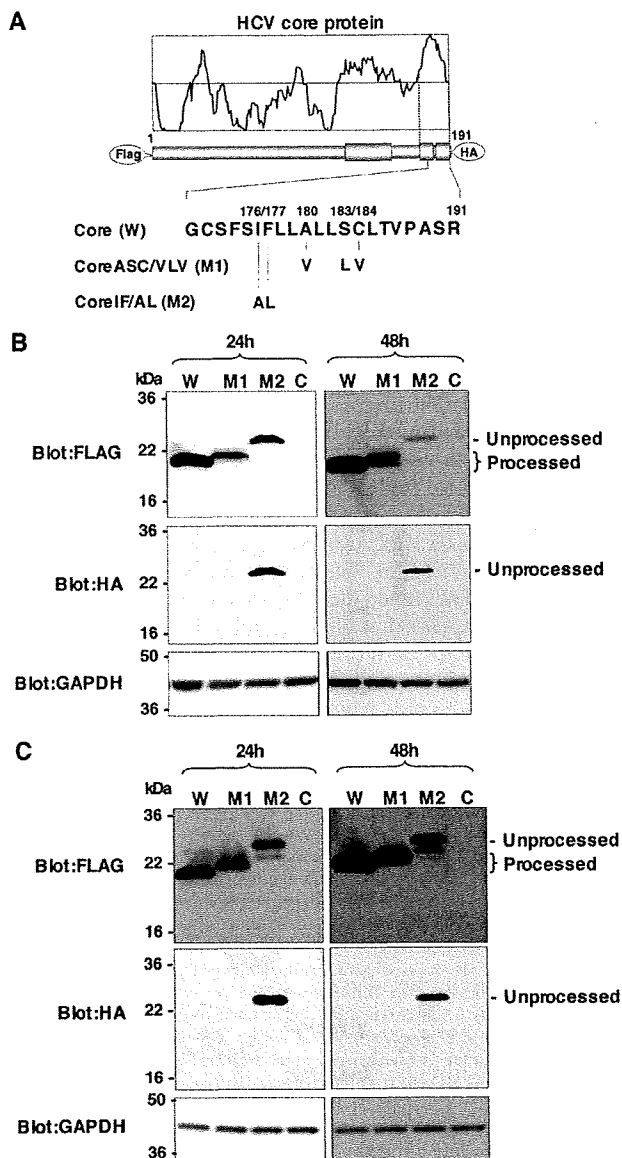 A
HCV core protein
1
191
Flag
HA
176/177 180 183/184 191
Core (W) GCSFSIFLLALLSCLTVPASR
CoreASC/VLV (M1) V LV
CoreIF/AL (M2) AL
B
24h 48h
kDa W M1 M2 C W M1 M2 C
36
- Unprocessed
Blot:FLAG 22
} Processed
16
36
Blot:HA 22 - Unprocessed
16
50
Blot:GAPDH
36
C
24h 48h
kDa W M1 M2 C W M1 M2 C
36
- Unprocessed
Blot:FLAG 22 } Processed
16
36
Blot:HA 22 - Unprocessed
16
50
Blot:GAPDH
36